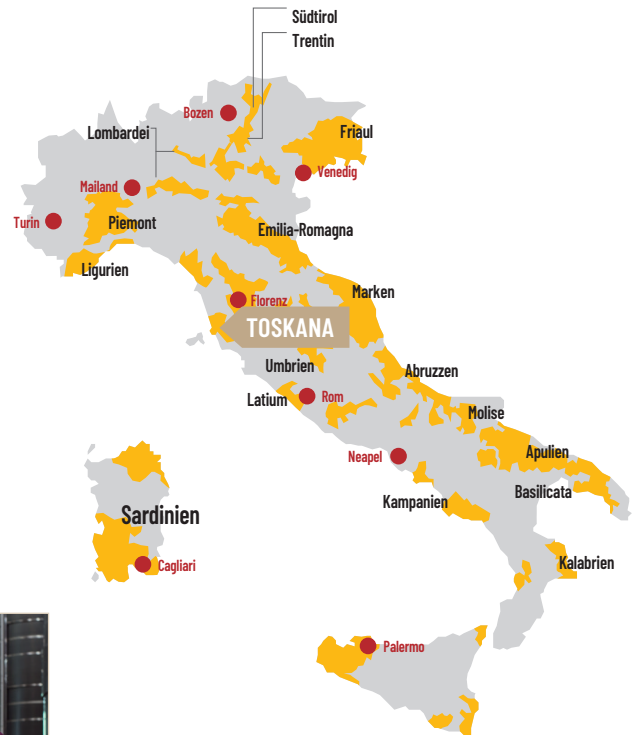 Südtirol
Trentin
Bozen
Lombardei
Friaul
Venedig
Mailand
Turin
Piemont
Emilia-Romagna
Ligurien
Marken
Florenz
TOSKANA
Umbrien
Abruzzen
Latium
Rom
Molise
Neapel
Apulien
Basilicata
Kampanien
Sardinien
Kalabrien
Cagliari
Palermo